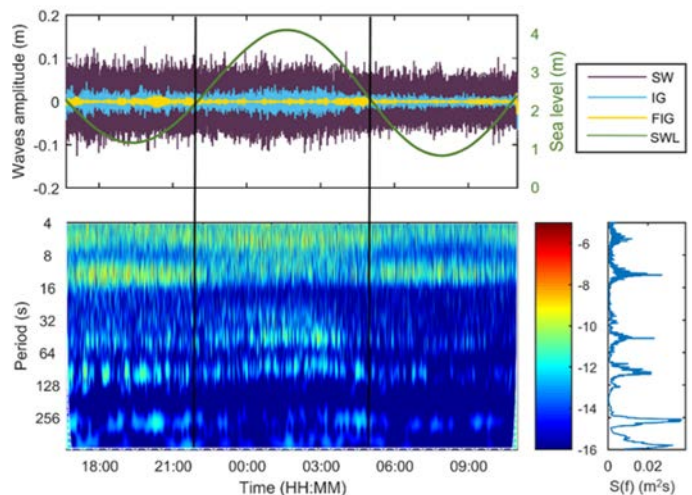 Waves amplitude (m)
0.2
0.1
0
-0.1
-0.2
4
3
2
1
0
Sea level (m)
SW
IG
FIG
SWL
Period (s)
4
8
16
32
64
128
256
18:00 21:00 00:00 03:00 06:00 09:00
Time (HH:MM)
-6
-8
-10
-12
-14
-16
0 0.02
S(f) (m²s)